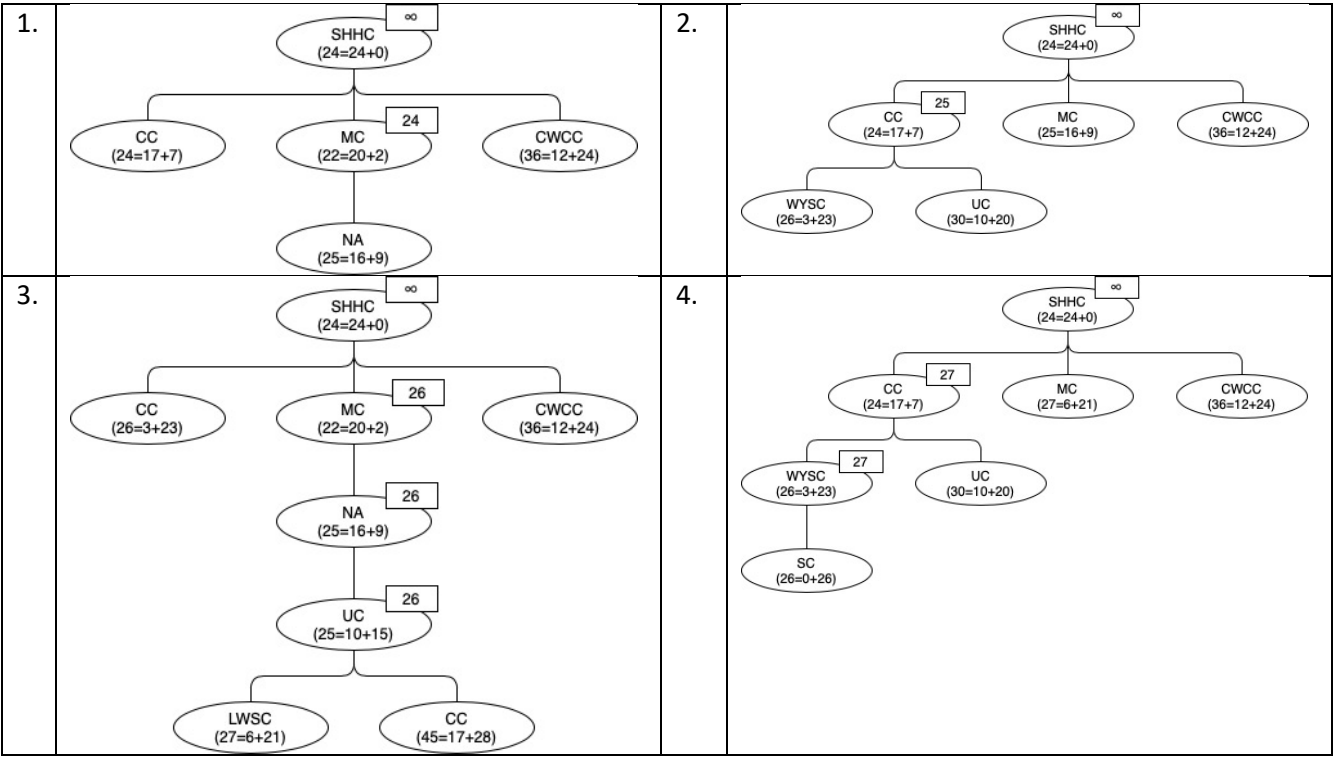 1.
∞
SHHC
(24=24+0)
CC
(24=17+7)
24
MC
(22=20+2)
CWCC
(36=12+24)
NA
(25=16+9)
2.
∞
SHHC
(24=24+0)
25
CC
(24=17+7)
MC
(25=16+9)
CWCC
(36=12+24)
WYSC
(26=3+23)
UC
(30=10+20)
3.
∞
SHHC
(24=24+0)
CC
(26=3+23)
26
MC
(22=20+2)
CWCC
(36=12+24)
26
NA
(25=16+9)
26
UC
(25=10+15)
LWSC
(27=6+21)
CC
(45=17+28)
4.
∞
SHHC
(24=24+0)
27
CC
(24=17+7)
MC
(27=6+21)
CWCC
(36=12+24)
27
WYSC
(26=3+23)
UC
(30=10+20)
SC
(26=0+26)